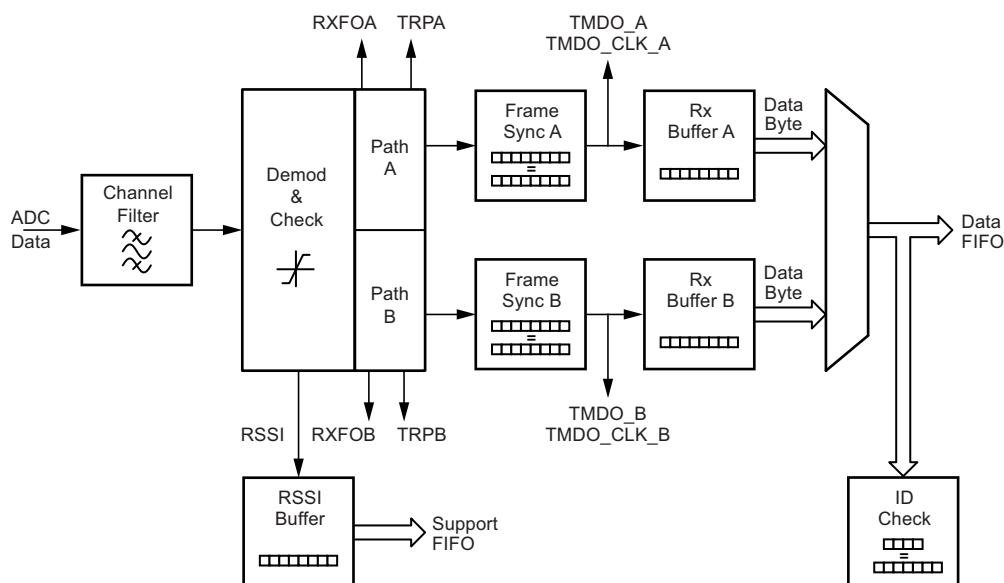 RXFOA TRPA
TMDO_A
TMDO_CLK_A
Channel
Filter
ADC
Data
Demod
&
Check
Path
A
Path
B
Frame
Sync A
=
Rx
Buffer A
Data
Byte
Frame
Sync B
=
Rx
Buffer B
Data
Byte
Data
FIFO
RSSI RXFOB TRPB
TMDO_B
TMDO_CLK_B
RSSI
Buffer
Support
FIFO
ID
Check
=